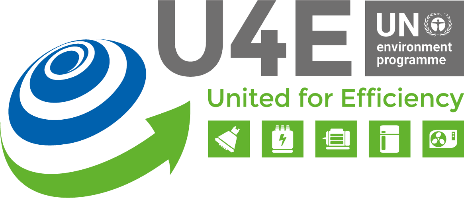 U4E
UN
environment
programme
United for Efficiency